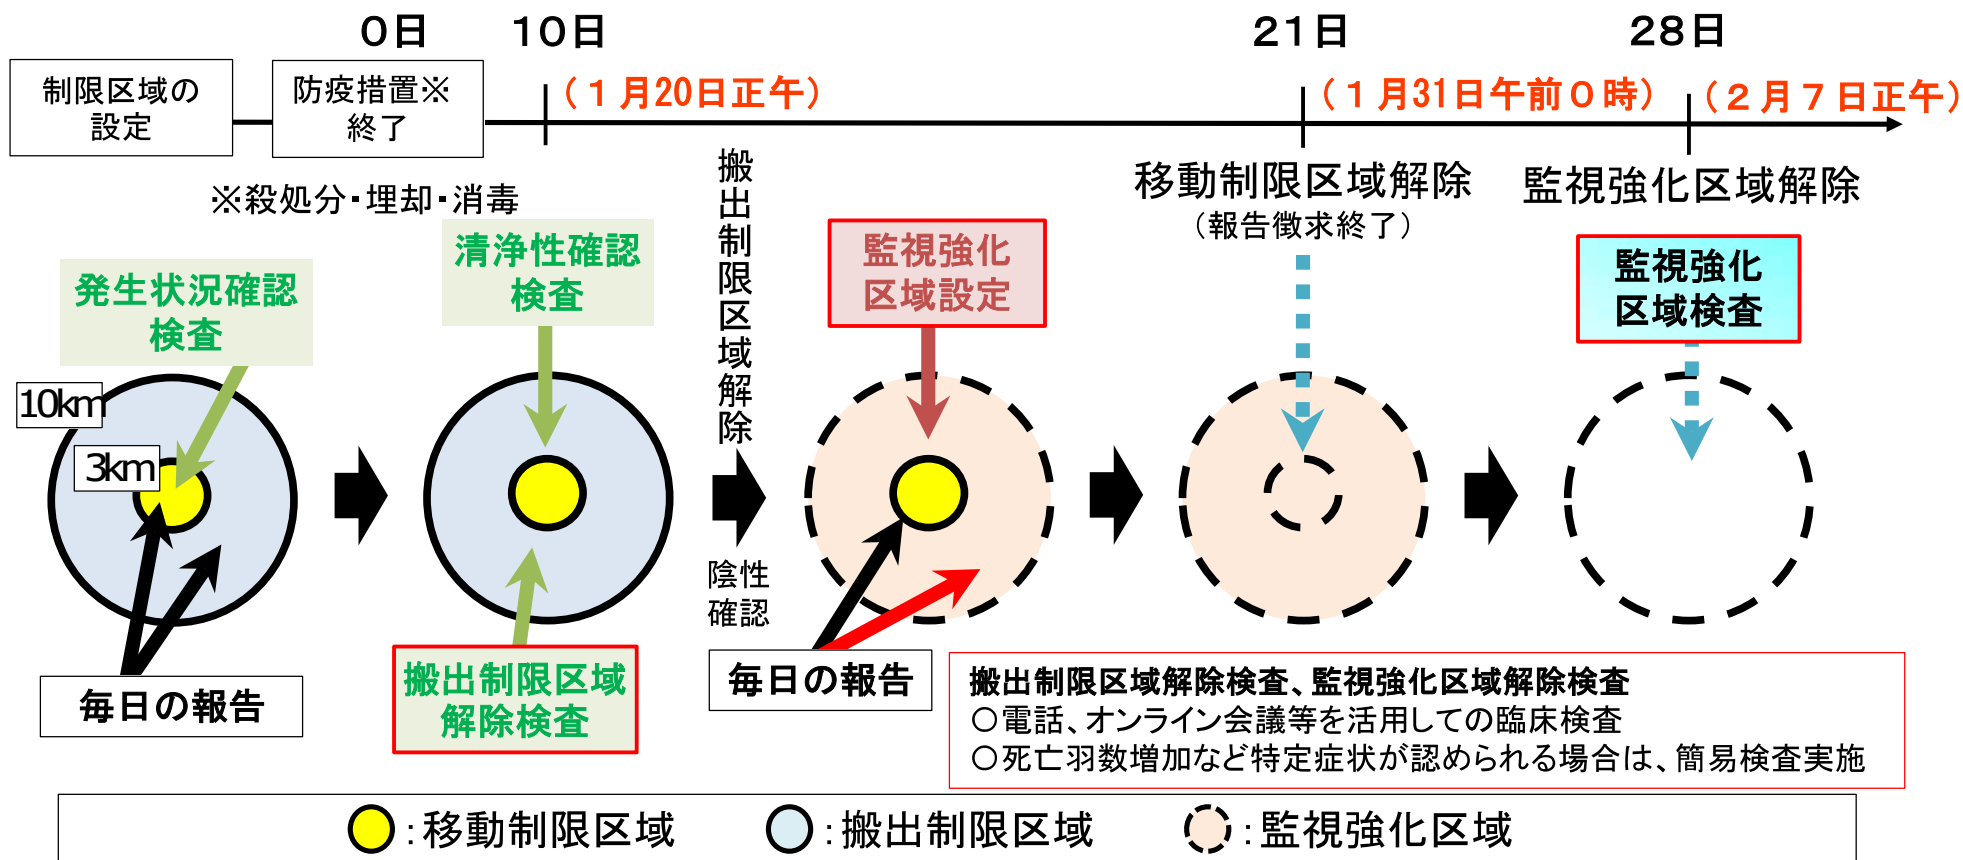 0日
10日
21日
28日
制限区域の
設定
防疫措置※
終了
（１月20日正午）
（１月31日午前０時）
（２月７日正午）
※殺処分・埋却・消毒
搬出制限区域解除
移動制限区域解除
（報告徴求終了）
監視強化区域解除
発生状況確認
検査
清浄性確認
検査
監視強化
区域設定
監視強化
区域検査
10km
3km
陰性
確認
毎日の報告
搬出制限区域
解除検査
毎日の報告
搬出制限区域解除検査、監視強化区域解除検査
○電話、オンライン会議等を活用しての臨床検査
○死亡羽数増加など特定症状が認められる場合は、簡易検査実施
：移動制限区域
：搬出制限区域
：監視強化区域